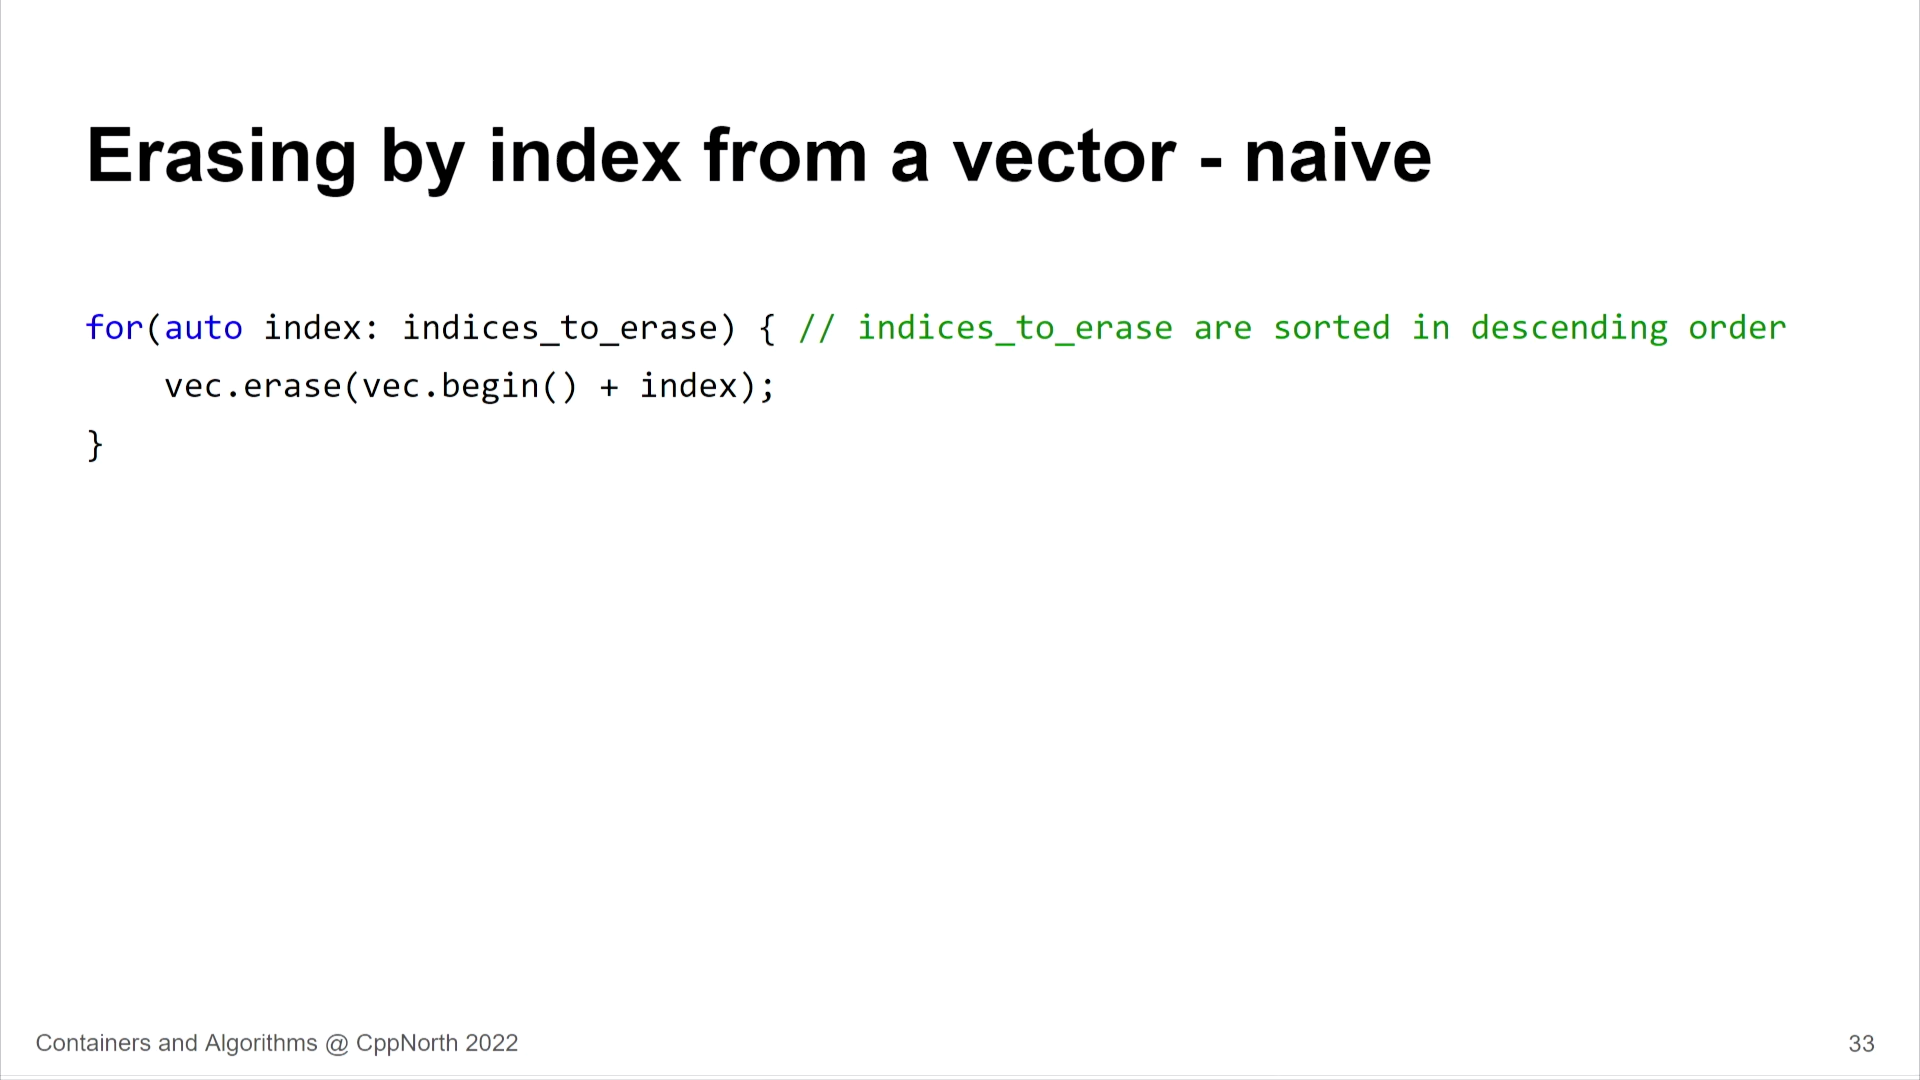 Erasing by index from a vector - naive
for(auto index: indices_to_erase) { // indices_to_erase are sorted in descending order
    vec.erase(vec.begin() + index);
}
Containers and Algorithms @ CppNorth 2022
33